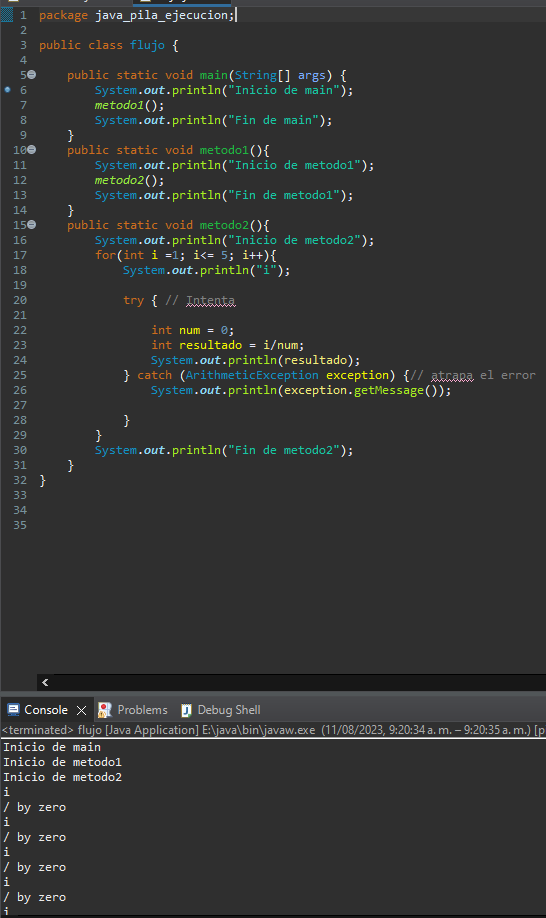 1 package java_pila_ejecucion;
2
3 public class flujo {
4
5 public static void main(String[] args) {
6 System.out.println("Inicio de main");
7 metodo1();
8 System.out.println("Fin de main");
9 }
10 public static void metodo1(){
11 System.out.println("Inicio de metodo1");
12 metodo2();
13 System.out.println("Fin de metodo1");
14 }
15 public static void metodo2(){
16 System.out.println("Inicio de metodo2");
17 for(int i =1; i<= 5; i++){
18 System.out.println("i");
19
20 try { // Intenta
21
22 int num = 0;
23 int resultado = i/num;
24 System.out.println(resultado);
25 } catch (ArithmeticException exception) {// atrapa el error
26 System.out.println(exception.getMessage());
27
28 }
29 }
30 System.out.println("Fin de metodo2");
31 }
32 }
33
34
35
Console Problems Debug Shell
<terminated> flujo [Java Application] E:\java\bin\javaw.exe (11/08/2023, 9:20:34 a. m. – 9:20:35 a. m.) [p
Inicio de main
Inicio de metodo1
Inicio de metodo2
i
/ by zero
i
/ by zero
i
/ by zero
i
/ by zero
i